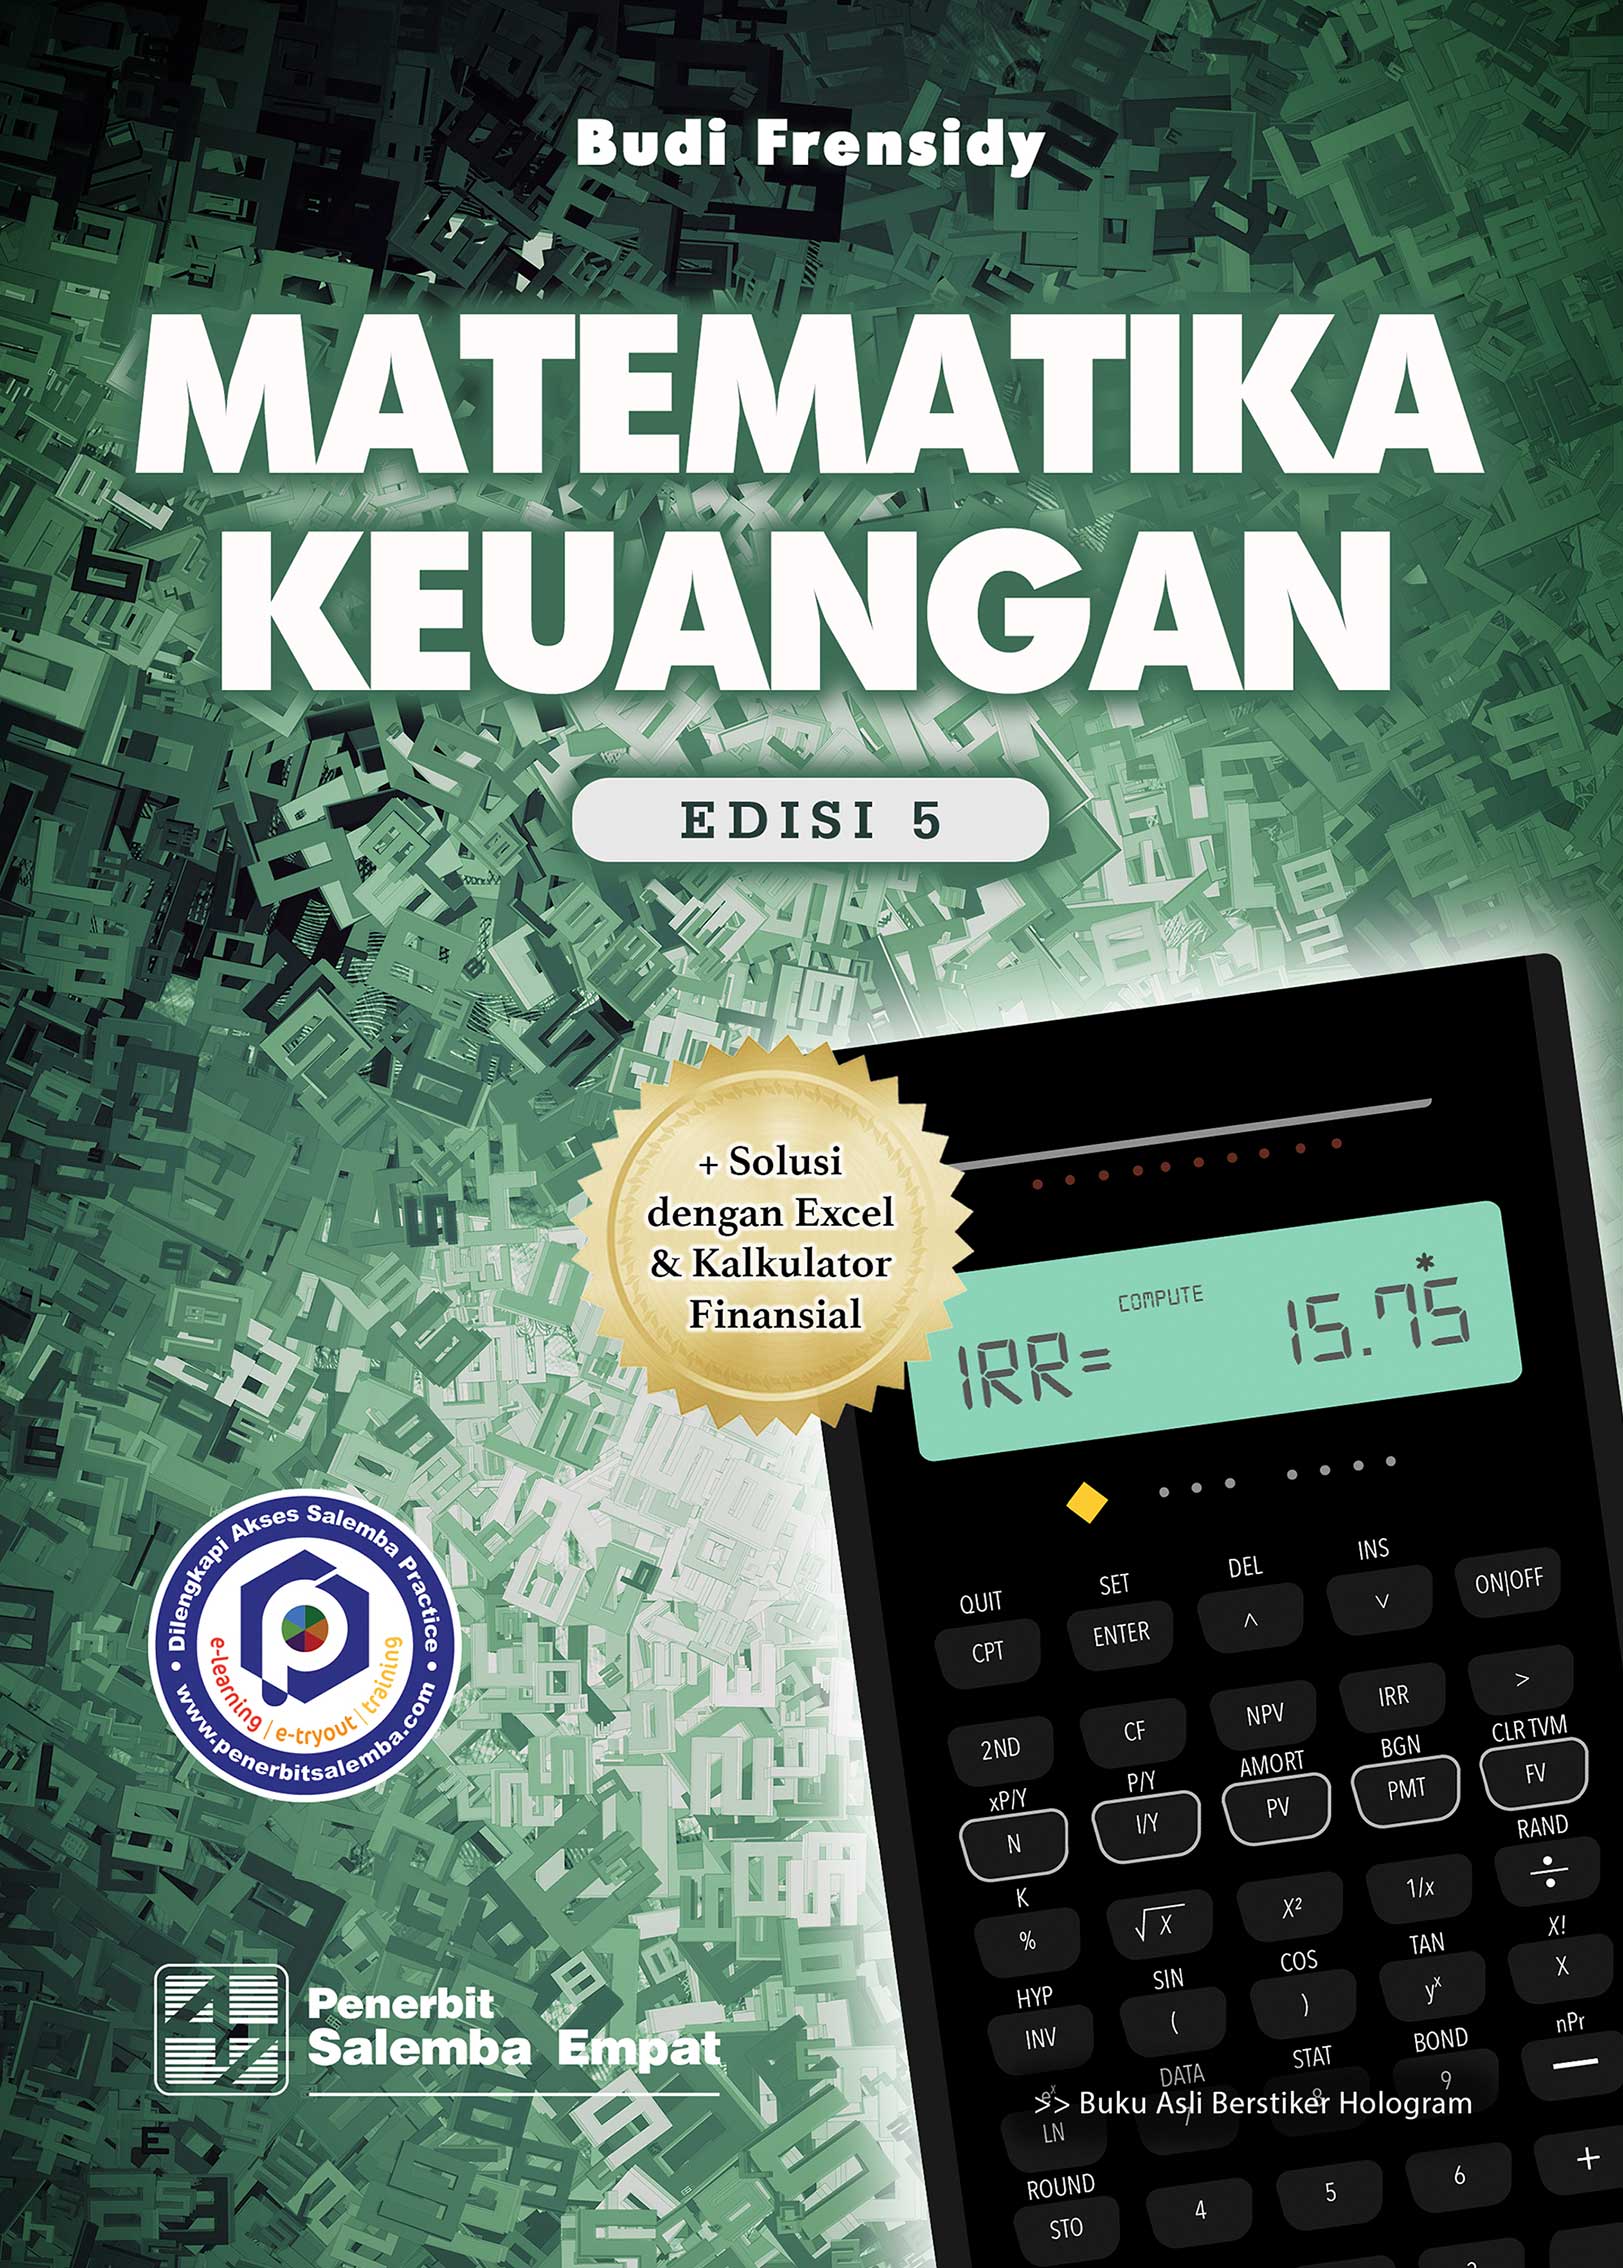 Budi Frensidy
MATEMATIKA
KEUANGAN
EDISI 5
+ Solusi
dengan Excel
& Kalkulator
Finansial
COMPUTE
IRR= 15.75
*
Dilengkapi Akses Salemba Practice
e-learning | e-tryout | training
www.penerbitsalemba.com
QUIT SET DEL INS
CPT ENTER ^ v ON|OFF
2ND CF NPV IRR >
xP/Y P/Y AMORT BGN CLR TVM
N I/Y PV PMT FV
K RAND
% √x X² 1/x ÷
HYP SIN COS TAN X!
INV ( ) yˣ X
DATA STAT BOND nPr
LN 7 8 9 —
>> Buku Asli Berstiker Hologram
ROUND
STO 4 5 6 +
Penerbit
Salemba Empat